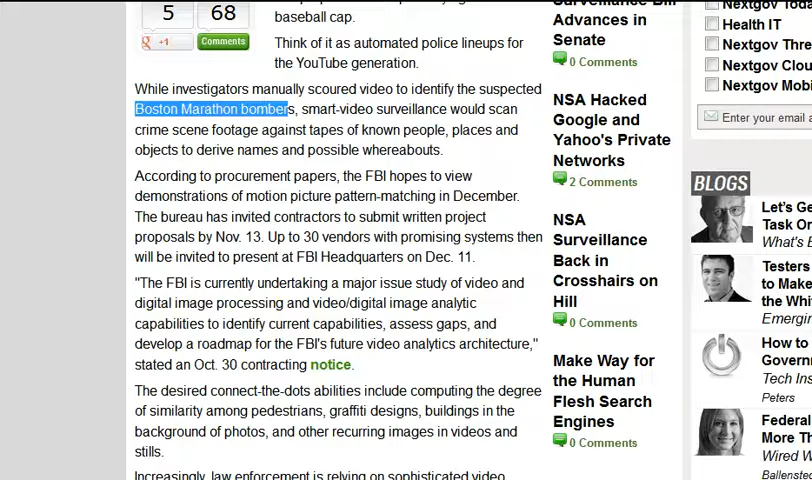 5 68
+1 Comments
baseball cap.
Think of it as automated police lineups for
the YouTube generation.
While investigators manually scoured video to identify the suspected
Boston Marathon bombers, smart-video surveillance would scan
crime scene footage against tapes of known people, places and
objects to derive names and possible whereabouts.
According to procurement papers, the FBI hopes to view
demonstrations of motion picture pattern-matching in December.
The bureau has invited contractors to submit written project
proposals by Nov. 13. Up to 30 vendors with promising systems then
will be invited to present at FBI Headquarters on Dec. 11.
"The FBI is currently undertaking a major issue study of video and
digital image processing and video/digital image analytic
capabilities to identify current capabilities, assess gaps, and
develop a roadmap for the FBI's future video analytics architecture,"
stated an Oct. 30 contracting notice.
The desired connect-the-dots abilities include computing the degree
of similarity among pedestrians, graffiti designs, buildings in the
background of photos, and other recurring images in videos and
stills.
Increasingly, law enforcement is relying on sophisticated video
Advances in
Senate
0 Comments
NSA Hacked
Google and
Yahoo's Private
Networks
2 Comments
NSA
Surveillance
Back in
Crosshairs on
Hill
0 Comments
Make Way for
the Human
Flesh Search
Engines
0 Comments
Health IT
Nextgov Thre
Nextgov Clou
Nextgov Mobi
Enter your email a
BLOGS
Let's Ge
Task On
What's B
Testers
to Make
the Whi
Emergin
How to
Govern
Tech Ins
Peters
Federal
More Th
Wired W
Ballenste